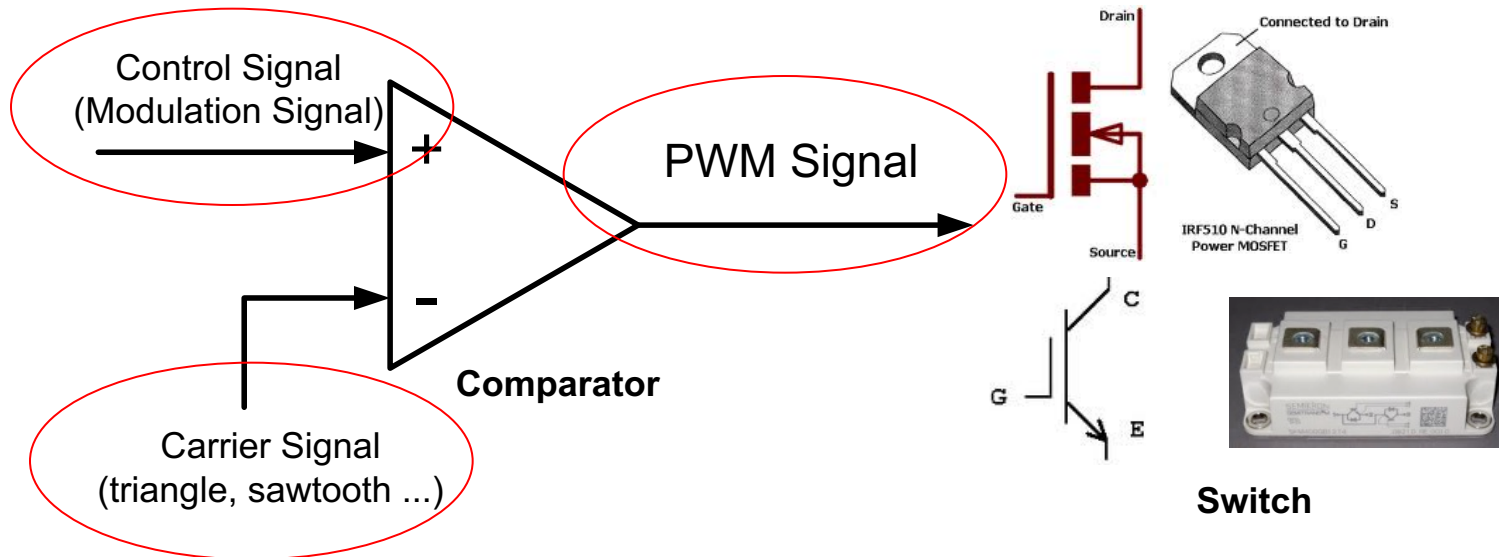 Control Signal
(Modulation Signal)
+
-
Comparator
Carrier Signal
(triangle, sawtooth ...)
PWM Signal
Drain
Gate
Source
Connected to Drain
S
D
G
IRF510 N-Channel
Power MOSFET
C
G
E
Switch